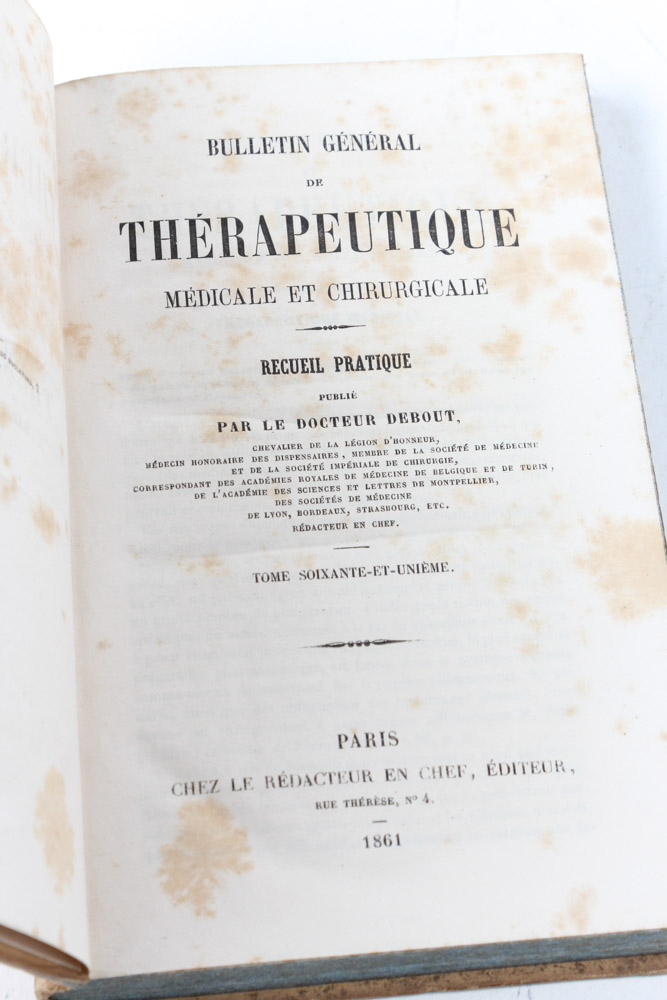 BULLETIN GÉNÉRAL
DE
THÉRAPEUTIQUE
MÉDICALE ET CHIRURGICALE
RECUEIL PRATIQUE
PUBLIÉ
PAR LE DOCTEUR DEBOUT,
CHEVALIER DE LA LÉGION D'HONNEUR,
MÉDECIN HONORAIRE DES DISPENSAIRES, MEMBRE DE LA SOCIÉTÉ DE MÉDECINE
ET DE LA SOCIÉTÉ IMPÉRIALE DE CHIRURGIE,
CORRESPONDANT DES ACADÉMIES ROYALES DE MÉDECINE DE BELGIQUE ET DE TURIN,
DE L'ACADÉMIE DES SCIENCES ET LETTRES DE MONTPELLIER,
DES SOCIÉTÉS DE MÉDECINE
DE LYON, BORDEAUX, STRASBOURG, ETC.
RÉDACTEUR EN CHEF.
TOME SOIXANTE-ET-UNIÈME.
PARIS
CHEZ LE RÉDACTEUR EN CHEF, ÉDITEUR,
RUE THÉRÈSE, N° 4.
1861